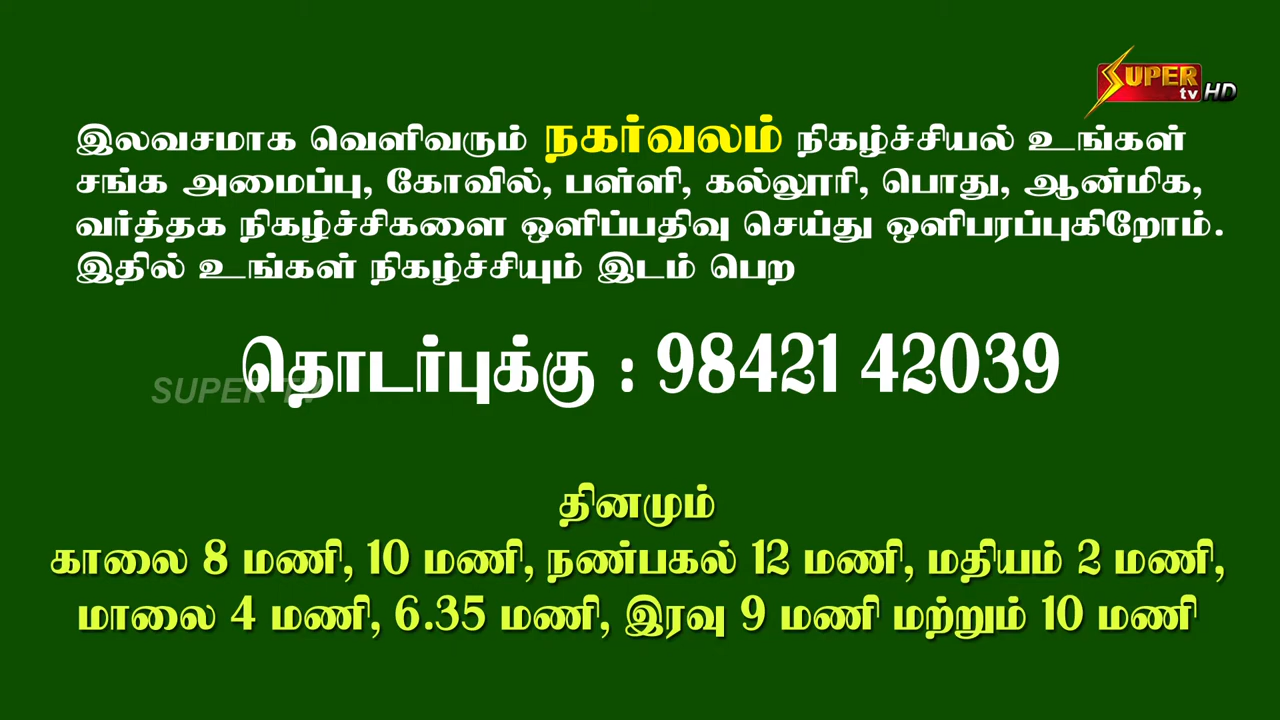 SUPER
tv HD
இலவசமாக வெளிவரும் நகர்வலம் நிகழ்ச்சியல் உங்கள்
சங்க அமைப்பு, கோவில், பள்ளி, கல்லூரி, பொது, ஆன்மிக,
வர்த்தக நிகழ்ச்சிகளை ஒளிப்பதிவு செய்து ஒளிபரப்புகிறோம்.
இதில் உங்கள் நிகழ்ச்சியும் இடம் பெற
தொடர்புக்கு : 98421 42039
SUPER TV
தினமும்
காலை 8 மணி, 10 மணி, நண்பகல் 12 மணி, மதியம் 2 மணி,
மாலை 4 மணி, 6.35 மணி, இரவு 9 மணி மற்றும் 10 மணி